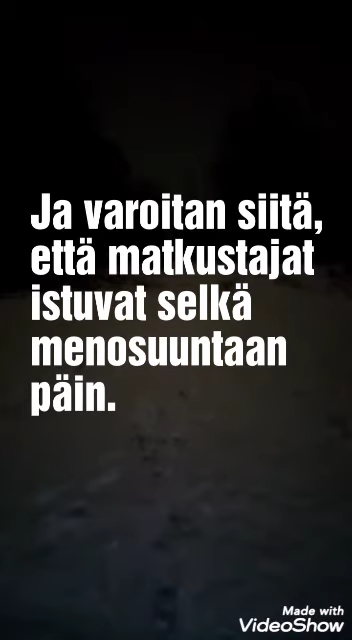 Ja varoitan siitä,
että matkustajat
istuvat selkä
menosuuntaan
päin.
Made with
VideoShow